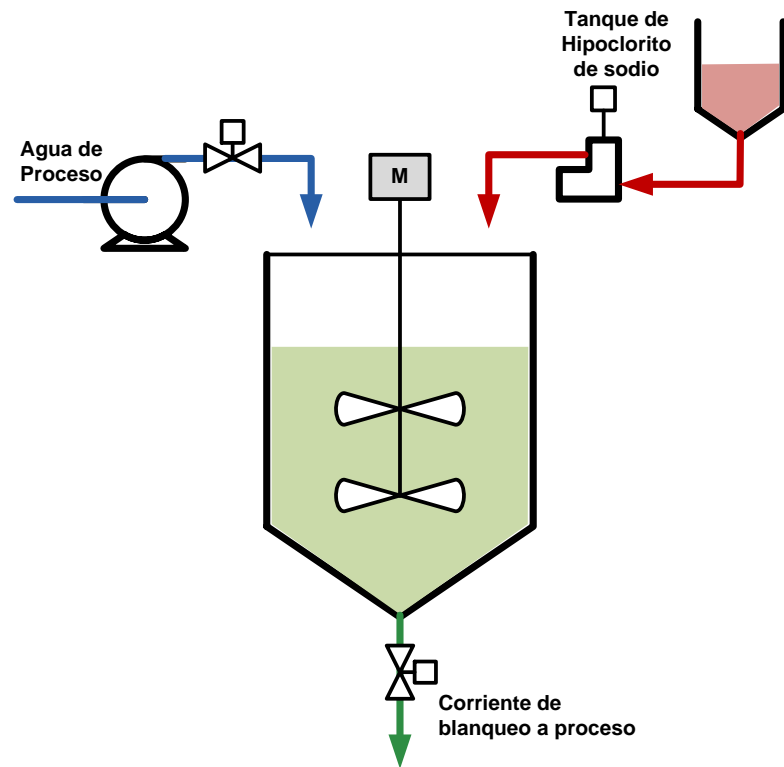 Tanque de
Hipoclorito
de sodio
Agua de
Proceso
M
Corriente de
blanqueo a proceso